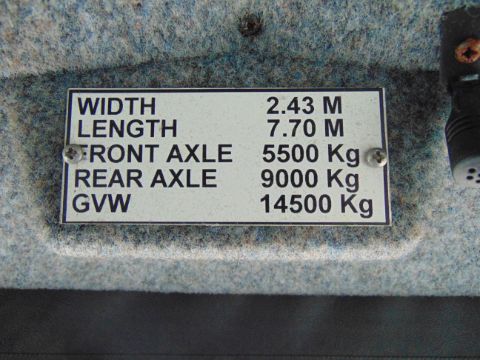 WIDTH 2.43 M
LENGTH 7.70 M
FRONT AXLE 5500 Kg
REAR AXLE 9000 Kg
GVW 14500 Kg